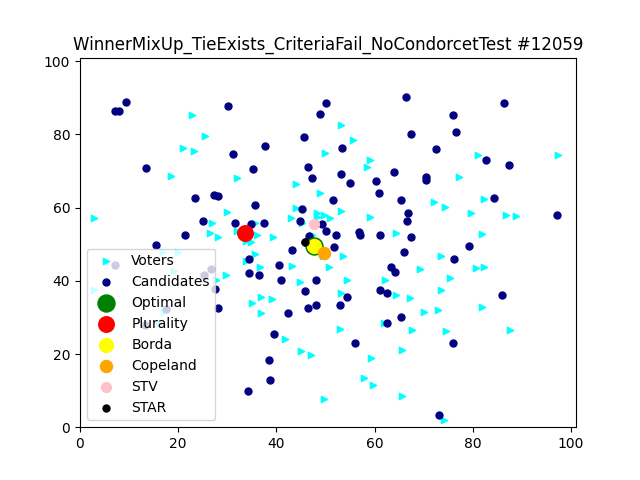 WinnerMixUp_TieExists_CriteriaFail_NoCondorcetTest #12059
100
80
60
40
20
0
Voters
Candidates
Optimal
Plurality
Borda
Copeland
STV
STAR
0 20 40 60 80 100